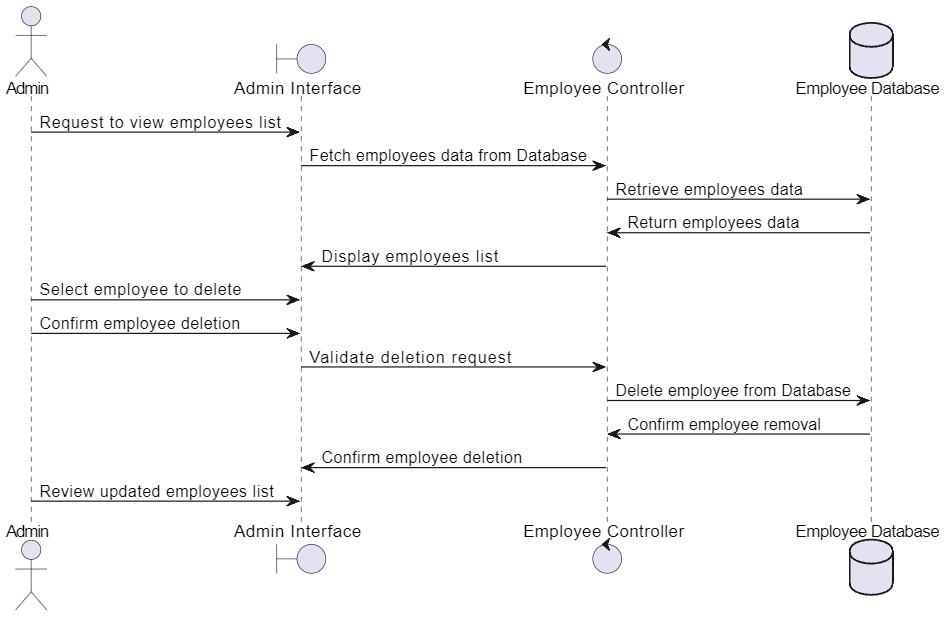 Admin
Admin Interface
Employee Controller
Employee Database
Request to view employees list
Fetch employees data from Database
Retrieve employees data
Return employees data
Display employees list
Select employee to delete
Confirm employee deletion
Validate deletion request
Delete employee from Database
Confirm employee removal
Confirm employee deletion
Review updated employees list
Admin
Admin Interface
Employee Controller
Employee Database